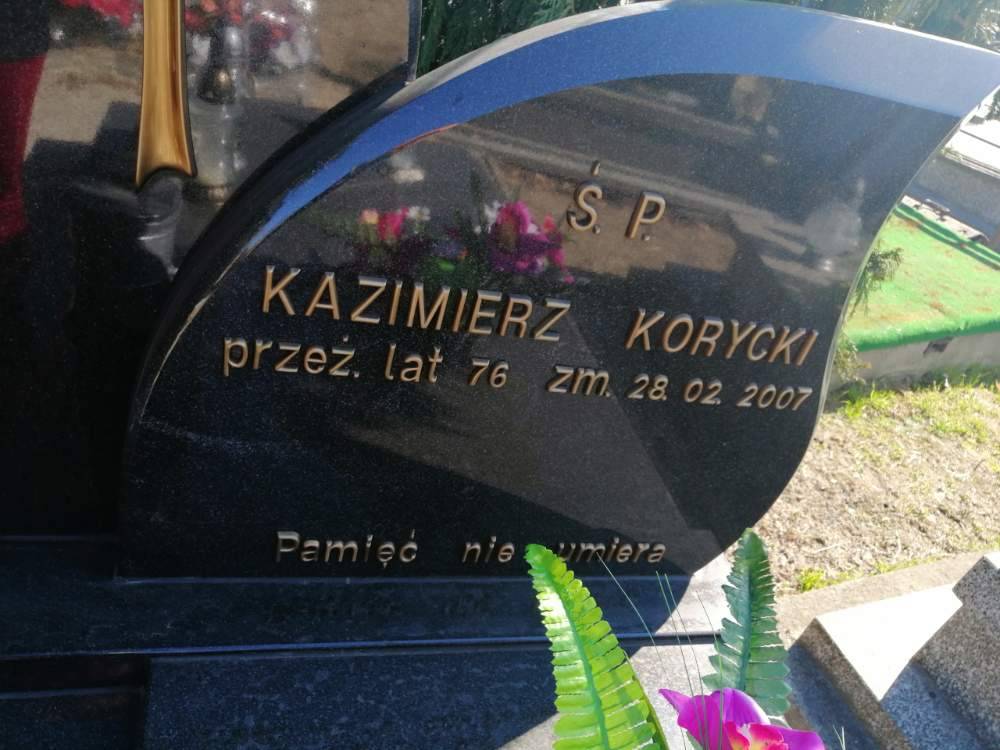 Ś. P.
KAZIMIERZ KORYCKI
przeż. lat 76 zm. 28. 02. 2007
Pamięć nie umiera